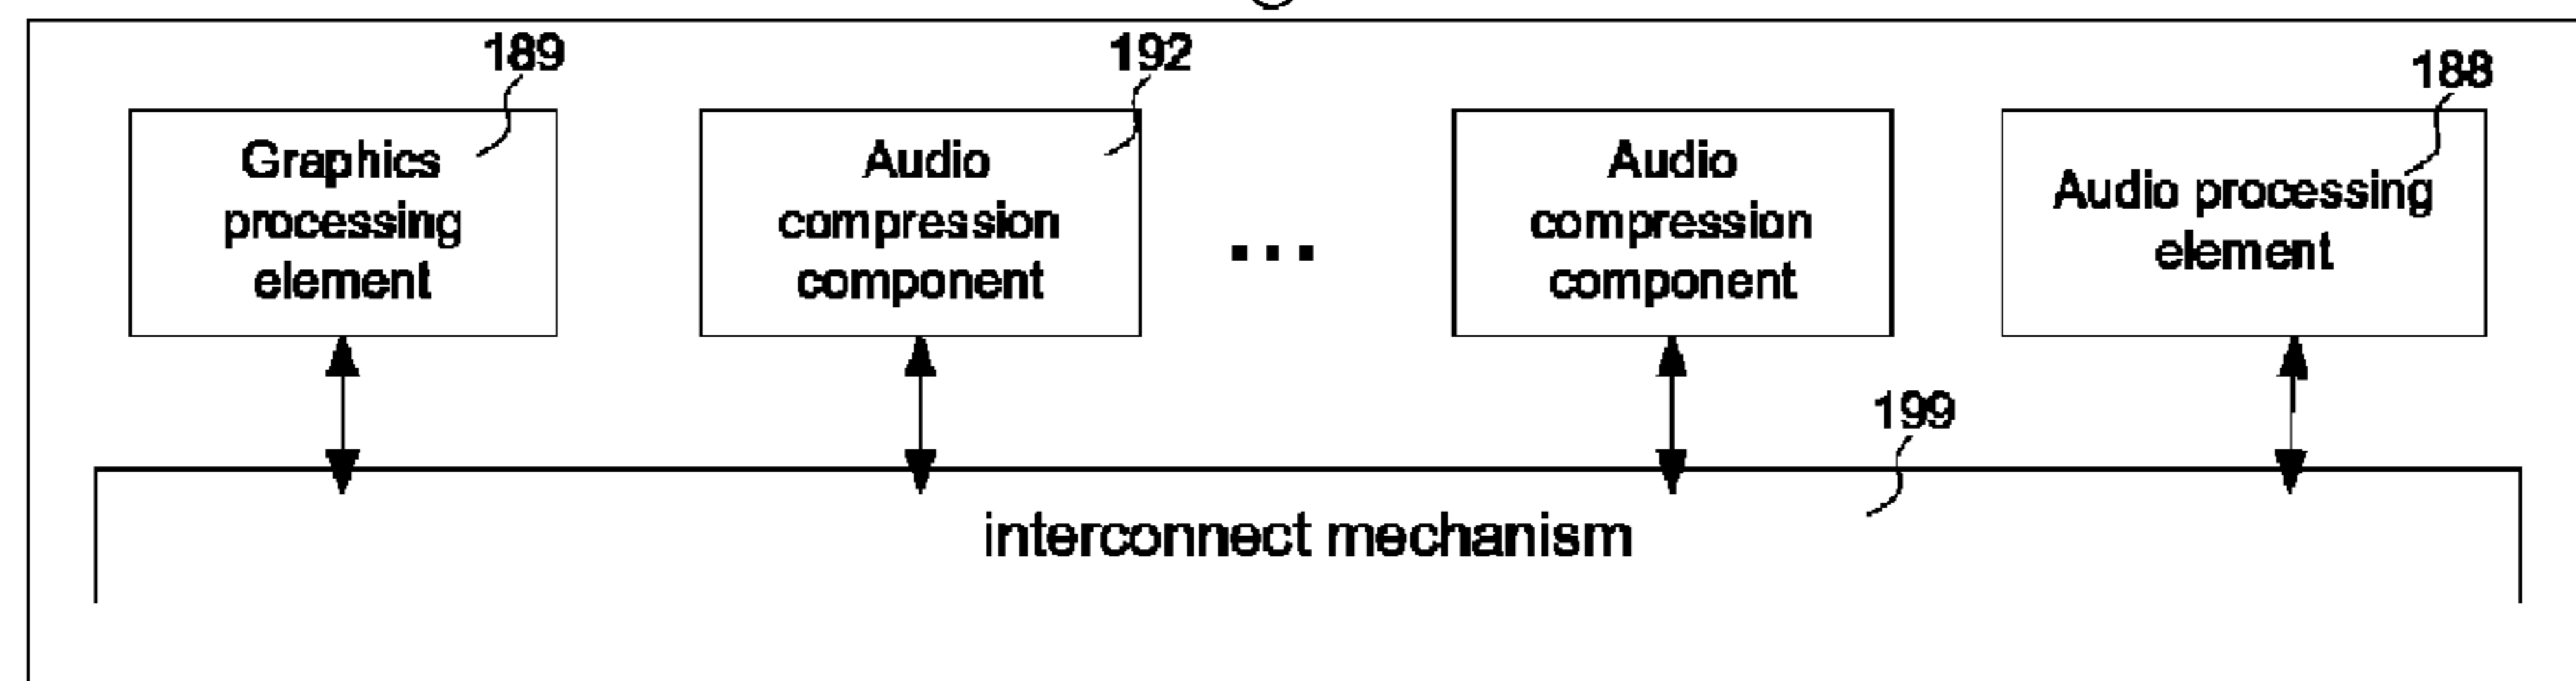 189
192
188
Graphics
processing
element
Audio
compression
component
...
Audio
compression
component
Audio processing
element
199
interconnect mechanism